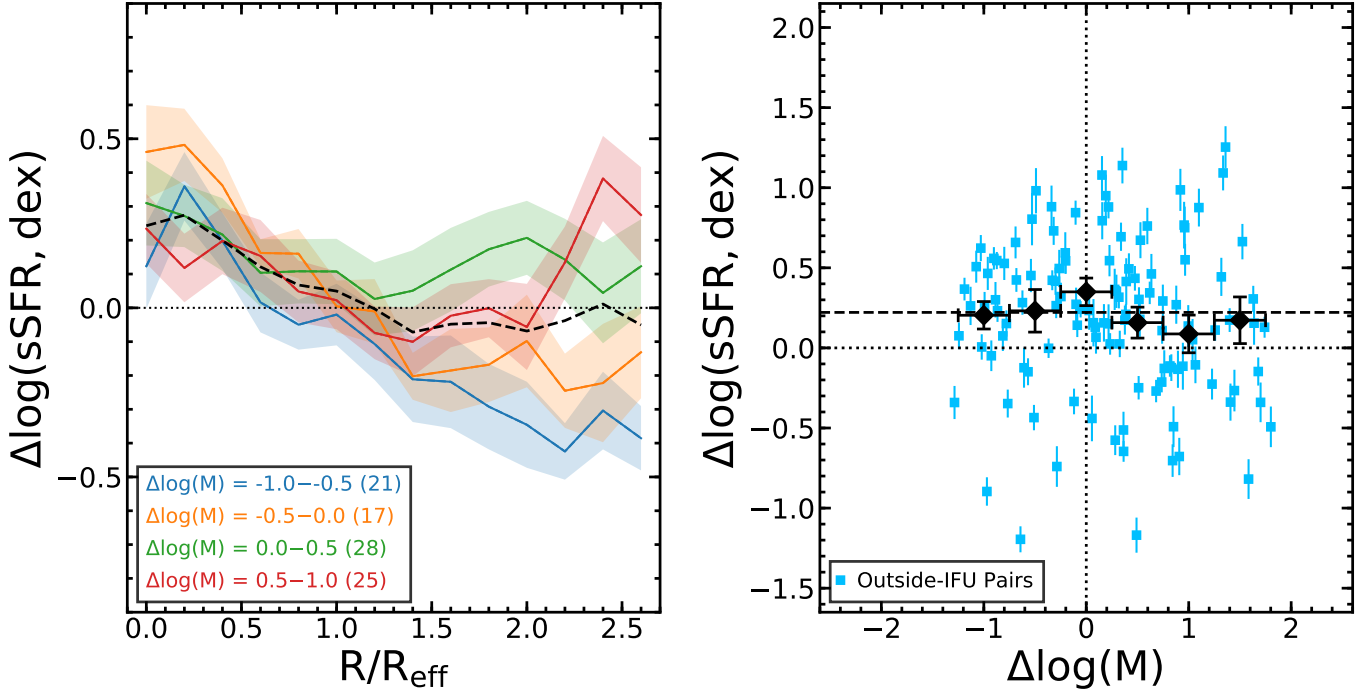 Δlog(sSFR, dex)
0.5
0.0
−0.5
Δlog(M) = -1.0−-0.5 (21)
Δlog(M) = -0.5−0.0 (17)
Δlog(M) = 0.0−0.5 (28)
Δlog(M) = 0.5−1.0 (25)
0.0 0.5 1.0 1.5 2.0 2.5
R/Reff
Δlog(sSFR, dex)
2.0
1.5
1.0
0.5
0.0
−0.5
−1.0
−1.5
Outside-IFU Pairs
−2 −1 0 1 2
Δlog(M)